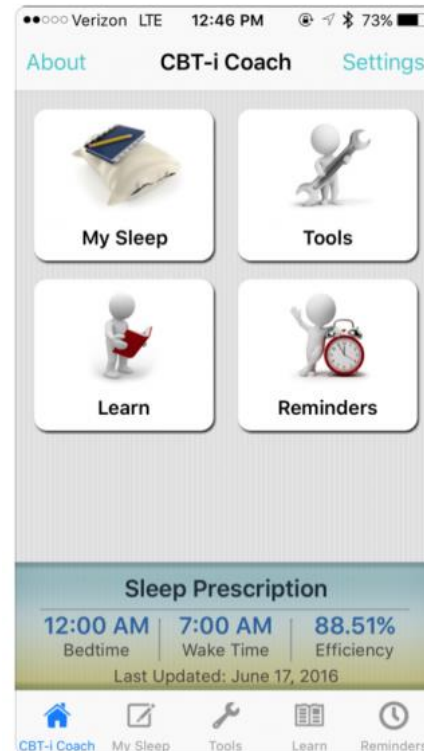 Verizon LTE 12:46 PM 73%
About CBT-i Coach Settings
My Sleep Tools
Learn Reminders
Sleep Prescription
12:00 AM 7:00 AM 88.51%
Bedtime Wake Time Efficiency
Last Updated: June 17, 2016
CBT-i Coach My Sleep Tools Learn Reminders